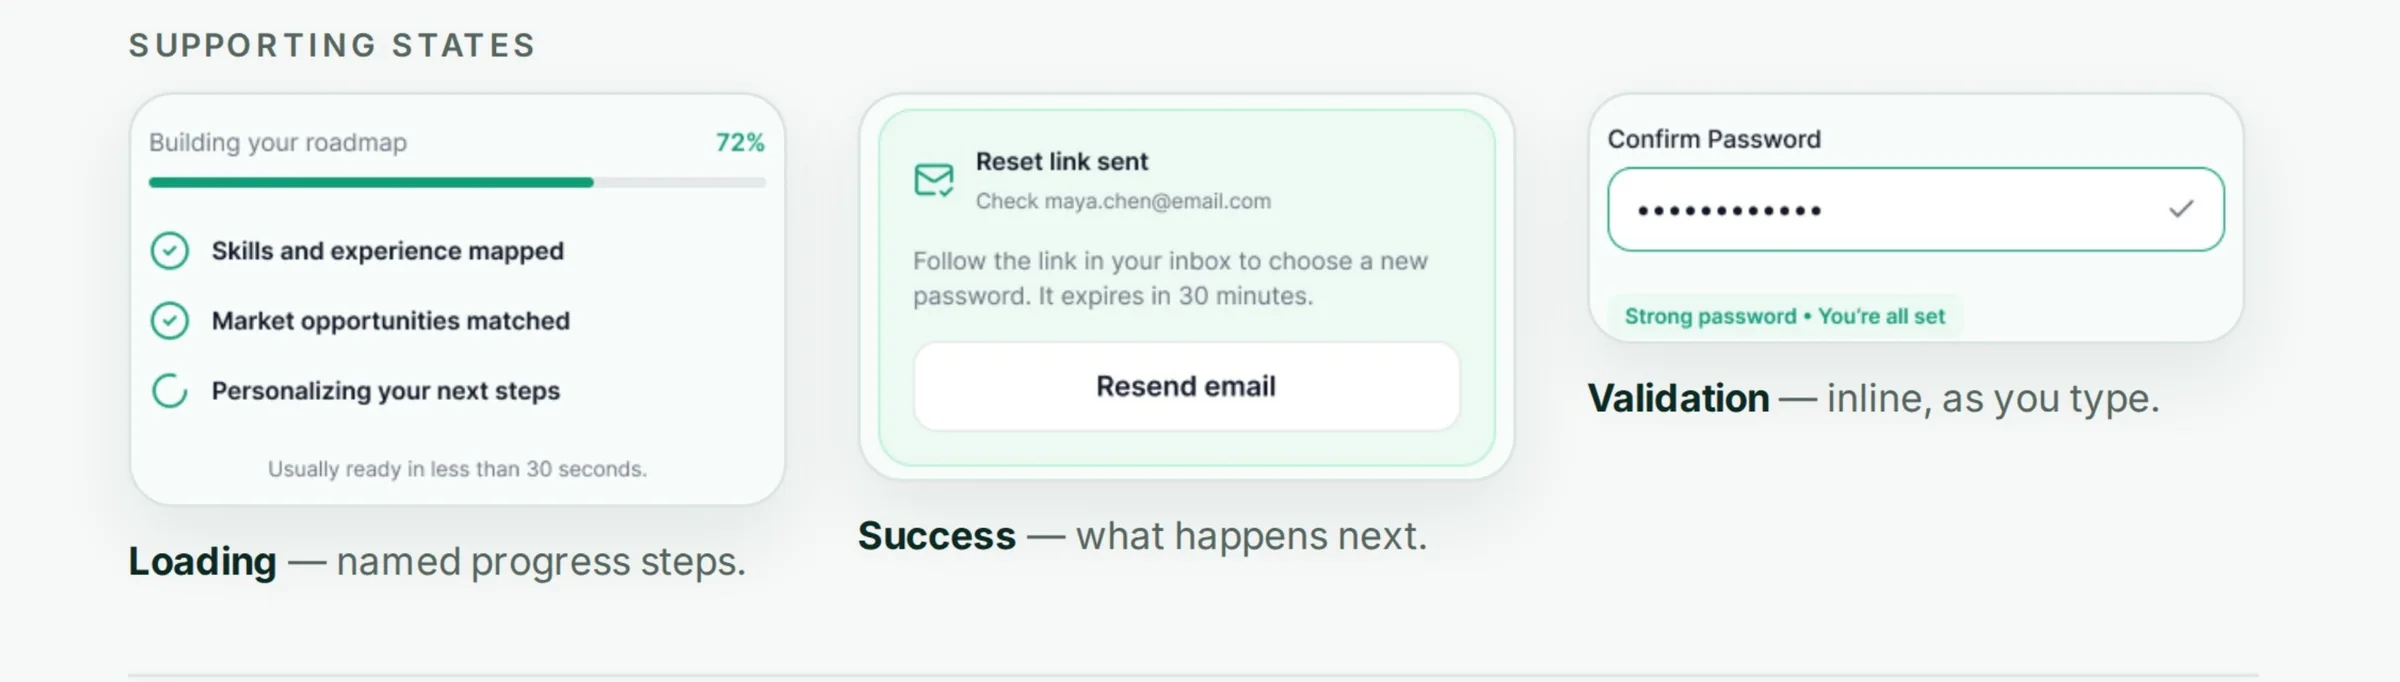 SUPPORTING STATES
Building your roadmap 72%
Skills and experience mapped
Market opportunities matched
Personalizing your next steps
Usually ready in less than 30 seconds.
Loading — named progress steps.
Reset link sent
Check maya.chen@email.com
Follow the link in your inbox to choose a new
password. It expires in 30 minutes.
Resend email
Success — what happens next.
Confirm Password
••••••••••••
Strong password • You're all set
Validation — inline, as you type.